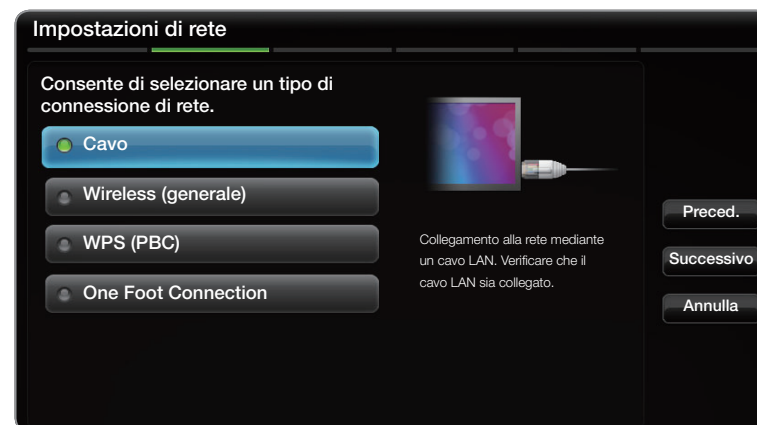 Impostazioni di rete
Consente di selezionare un tipo di
connessione di rete.
Cavo
Wireless (generale)
WPS (PBC)
One Foot Connection
Collegamento alla rete mediante
un cavo LAN. Verificare che il
cavo LAN sia collegato.
Preced.
Successivo
Annulla